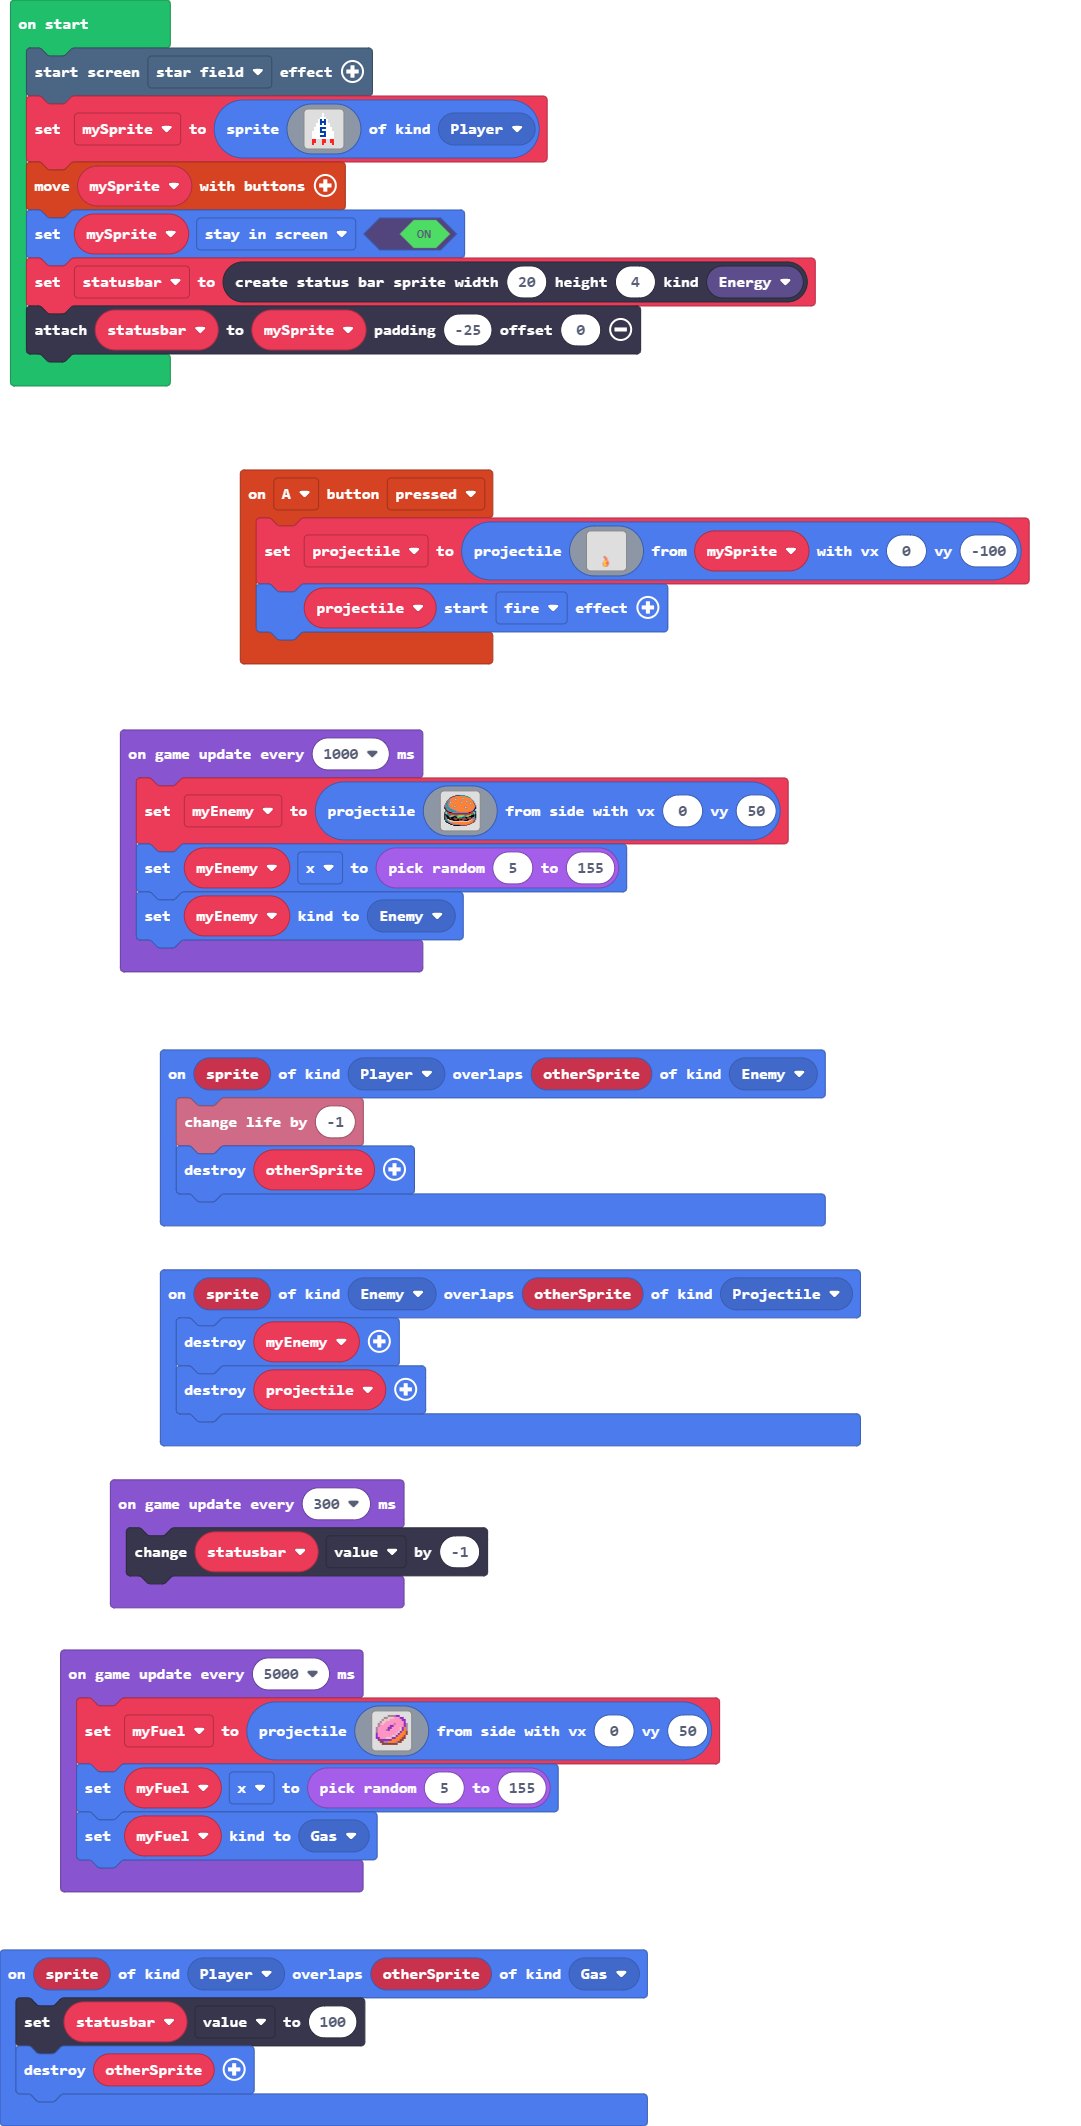 on start
start screen star field effect
set mySprite to sprite H S of kind Player
move mySprite with buttons
set mySprite stay in screen ON
set statusbar to create status bar sprite width 20 height 4 kind Energy
attach statusbar to mySprite padding -25 offset 0
on A button pressed
set projectile to projectile from mySprite with vx 0 vy -100
projectile start fire effect
on game update every 1000 ms
set myEnemy to projectile from side with vx 0 vy 50
set myEnemy x to pick random 5 to 155
set myEnemy kind to Enemy
on sprite of kind Player overlaps otherSprite of kind Enemy
change life by -1
destroy otherSprite
on sprite of kind Enemy overlaps otherSprite of kind Projectile
destroy myEnemy
destroy projectile
on game update every 300 ms
change statusbar value by -1
on game update every 5000 ms
set myFuel to projectile from side with vx 0 vy 50
set myFuel x to pick random 5 to 155
set myFuel kind to Gas
on sprite of kind Player overlaps otherSprite of kind Gas
set statusbar value to 100
destroy otherSprite